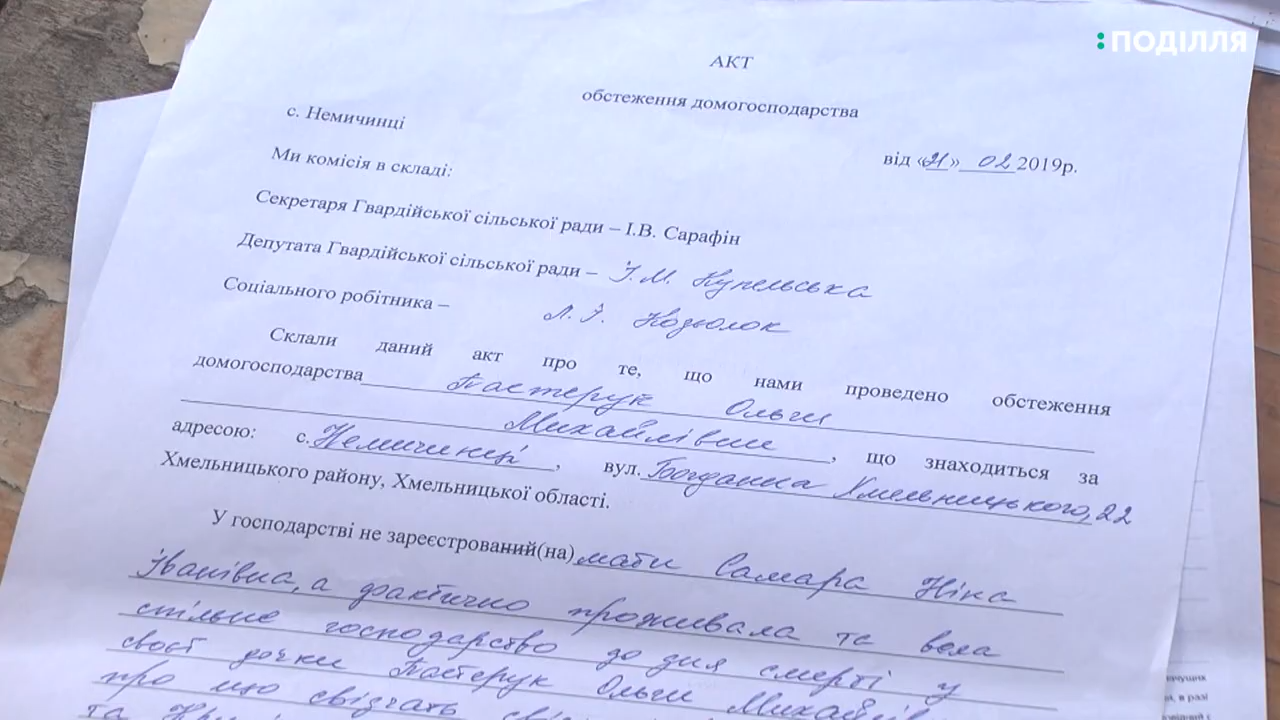 :ПОДІЛЛЯ
АКТ
обстеження домогосподарства
с. Немичинці
від «21» 02 2019р.
Ми комісія в складі:
Секретаря Гвардійської сільської ради – І.В. Сарафін
Депутата Гвардійської сільської ради – І.М. Купельська
Соціального робітника – Л.І. Козюлок
Склали даний акт про те, що нами проведено обстеження
домогосподарства Пастерук Ольги
Михайлівни, що знаходиться за
адресою: с. Немичинці, вул. Богдана Хмельницького, 22
Хмельницького району, Хмельницької області.
У господарстві не зареєстрований(на) мати Самара Ніна
Іванівна, а фактично проживала та вела
спільне господарство до дня смерті у
своєї дочки Пастерук Ольги
про що свідчать
та